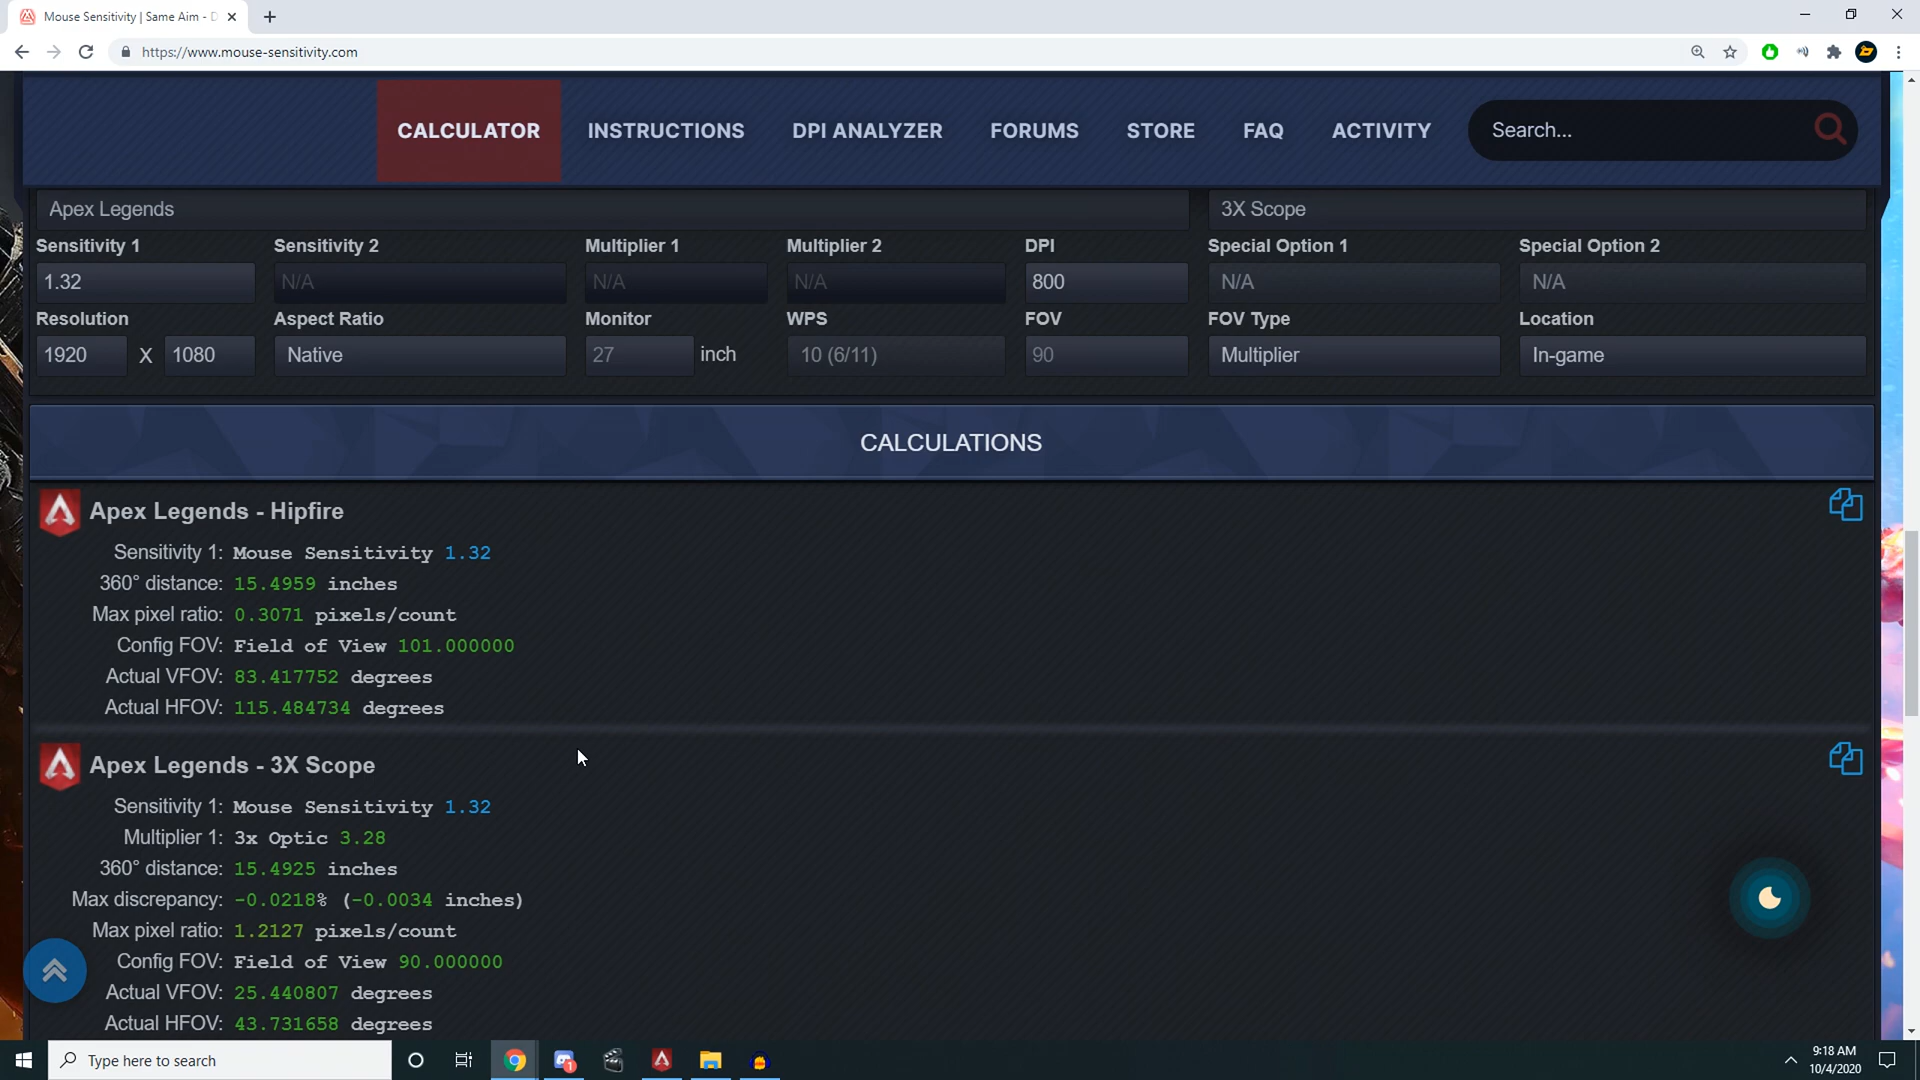 Mouse Sensitivity | Same Aim - D
https://www.mouse-sensitivity.com
CALCULATOR INSTRUCTIONS DPI ANALYZER FORUMS STORE FAQ ACTIVITY Search...
Apex Legends 3X Scope
Sensitivity 1 Sensitivity 2 Multiplier 1 Multiplier 2 DPI Special Option 1 Special Option 2
1.32 N/A N/A N/A 800 N/A N/A
Resolution Aspect Ratio Monitor WPS FOV FOV Type Location
1920 X 1080 Native 27 inch 10 (6/11) 90 Multiplier In-game
CALCULATIONS
Apex Legends - Hipfire
Sensitivity 1: Mouse Sensitivity 1.32
360° distance: 15.4959 inches
Max pixel ratio: 0.3071 pixels/count
Config FOV: Field of View 101.000000
Actual VFOV: 83.417752 degrees
Actual HFOV: 115.484734 degrees
Apex Legends - 3X Scope
Sensitivity 1: Mouse Sensitivity 1.32
Multiplier 1: 3x Optic 3.28
360° distance: 15.4925 inches
Max discrepancy: -0.0218% (-0.0034 inches)
Max pixel ratio: 1.2127 pixels/count
Config FOV: Field of View 90.000000
Actual VFOV: 25.440807 degrees
Actual HFOV: 43.731658 degrees
Type here to search
1
9:18 AM
10/4/2020